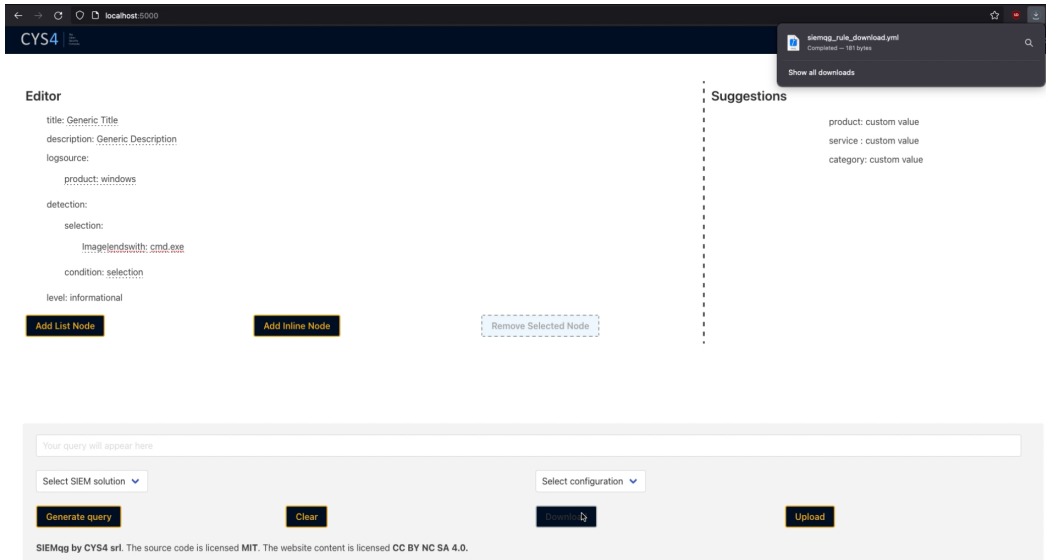 localhost:5000
CYS4
siemqg_rule_download.yml
Completed — 181 bytes
Show all downloads
Editor
title: Generic Title
description: Generic Description
logsource:
product: windows
detection:
selection:
Image|endswith: cmd.exe
condition: selection
level: informational
Add List Node
Add Inline Node
Remove Selected Node
Suggestions
product: custom value
service : custom value
category: custom value
Your query will appear here
Select SIEM solution
Select configuration
Generate query
Clear
Download
Upload
SIEMqg by CYS4 srl. The source code is licensed MIT. The website content is licensed CC BY NC SA 4.0.